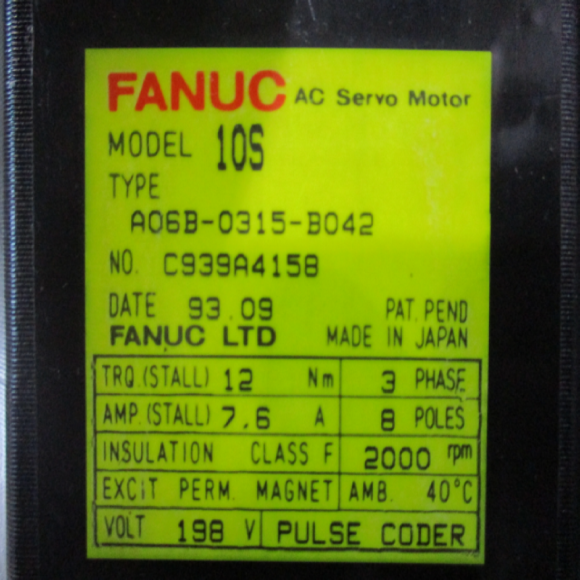 FANUC AC Servo Motor
MODEL 10S
TYPE
A06B-0315-B042
NO. C939A4158
DATE 93.09 PAT. PEND
FANUC LTD MADE IN JAPAN
TRQ.(STALL) 12 Nm 3 PHASE
AMP.(STALL) 7.6 A 8 POLES
INSULATION CLASS F 2000 rpm
EXCIT PERM. MAGNET AMB. 40°C
VOLT 198 V PULSE CODER